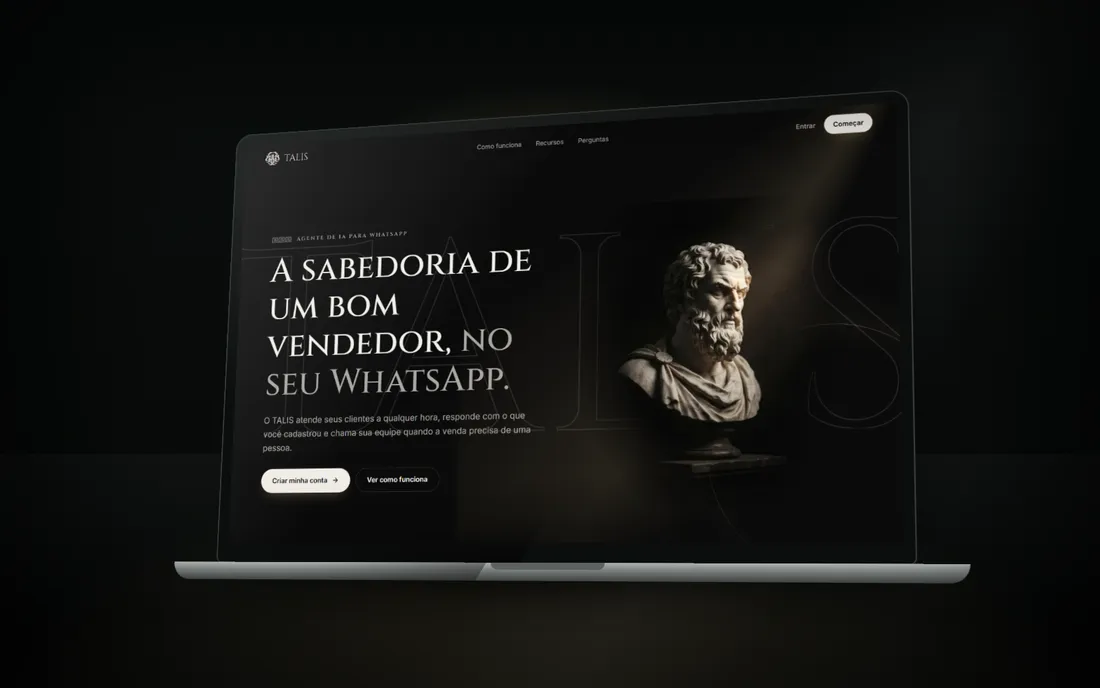 TALIS
Como funciona Recursos Perguntas
Entrar Começar
AGENTE DE IA PARA WHATSAPP
A SABEDORIA DE
UM BOM
VENDEDOR, NO
SEU WHATSAPP.
O TALIS atende seus clientes a qualquer hora, responde com o que
você cadastrou e chama sua equipe quando a venda precisa de uma
pessoa.
Criar minha conta → Ver como funciona
TALIS